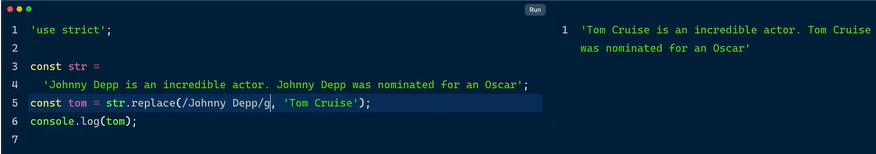 Run
1 'use strict';
2
3 const str =
4 'Johnny Depp is an incredible actor. Johnny Depp was nominated for an Oscar';
5 const tom = str.replace(/Johnny Depp/g, 'Tom Cruise');
6 console.log(tom);
7
1 'Tom Cruise is an incredible actor. Tom Cruise
was nominated for an Oscar'